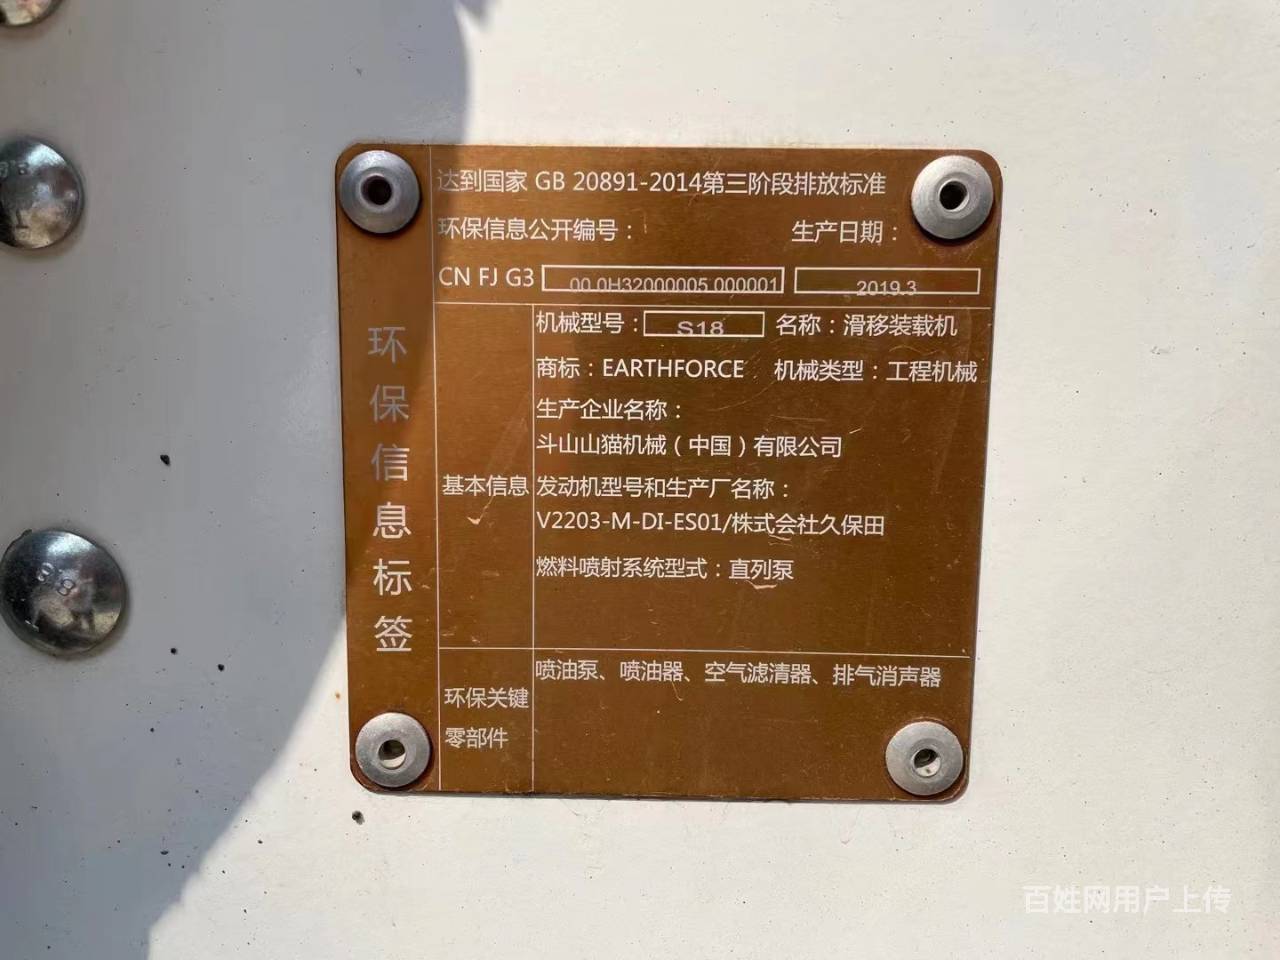 达到国家 GB 20891-2014第三阶段排放标准
环保信息公开编号： 生产日期：
CN FJ G3 00 0H32000005 000001 2019.3
环保信息标签
机械型号：S18 名称：滑移装载机
商标：EARTHFORCE 机械类型：工程机械
生产企业名称：
斗山山猫机械（中国）有限公司
基本信息 发动机型号和生产厂名称：
V2203-M-DI-ES01/株式会社久保田
燃料喷射系统型式：直列泵
喷油泵、喷油器、空气滤清器、排气消声器
环保关键
零部件
百姓网用户上传